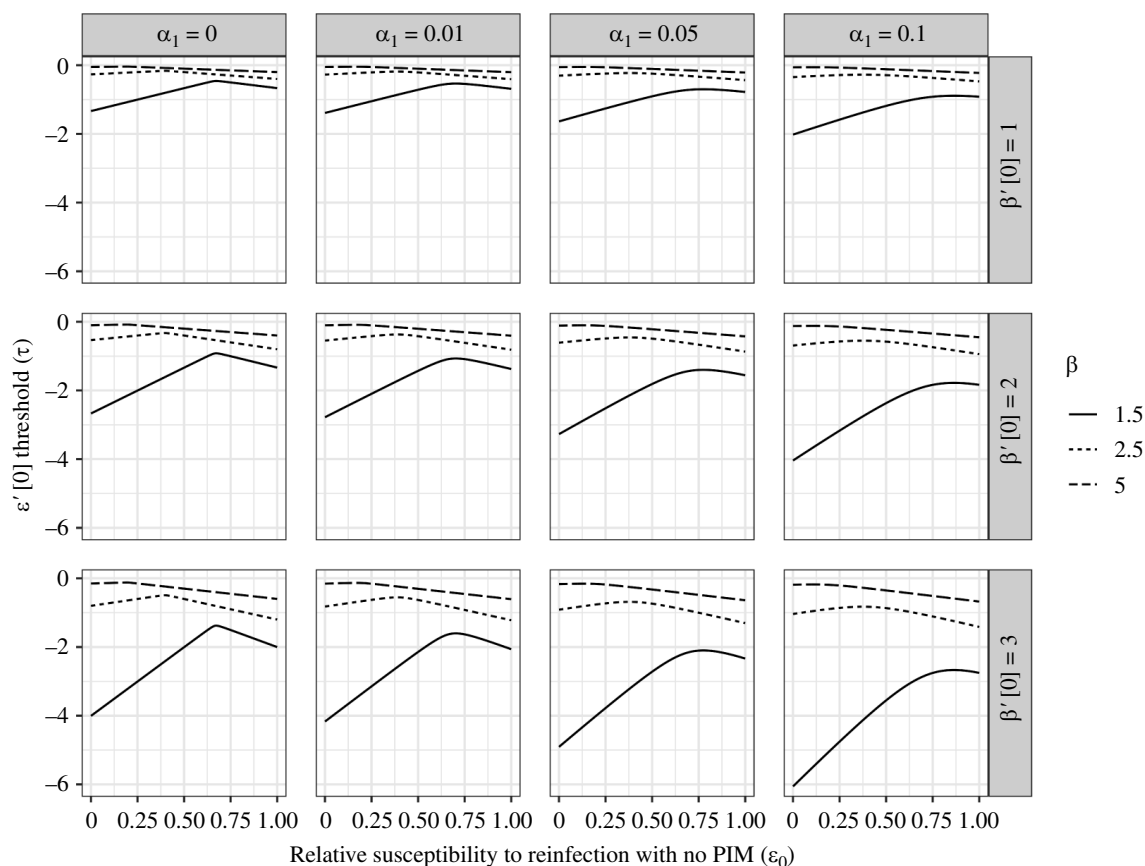 α₁ = 0 α₁ = 0.01 α₁ = 0.05 α₁ = 0.1
0
–2
–4
–6
β′ [0] = 1
0
–2
–4
–6
β′ [0] = 2
0
–2
–4
–6
β′ [0] = 3
ε′ [0] threshold (τ)
0 0.25 0.50 0.75 1.00 0 0.25 0.50 0.75 1.00 0 0.25 0.50 0.75 1.00 0 0.25 0.50 0.75 1.00
Relative susceptibility to reinfection with no PIM (ε₀)
β
1.5
2.5
5